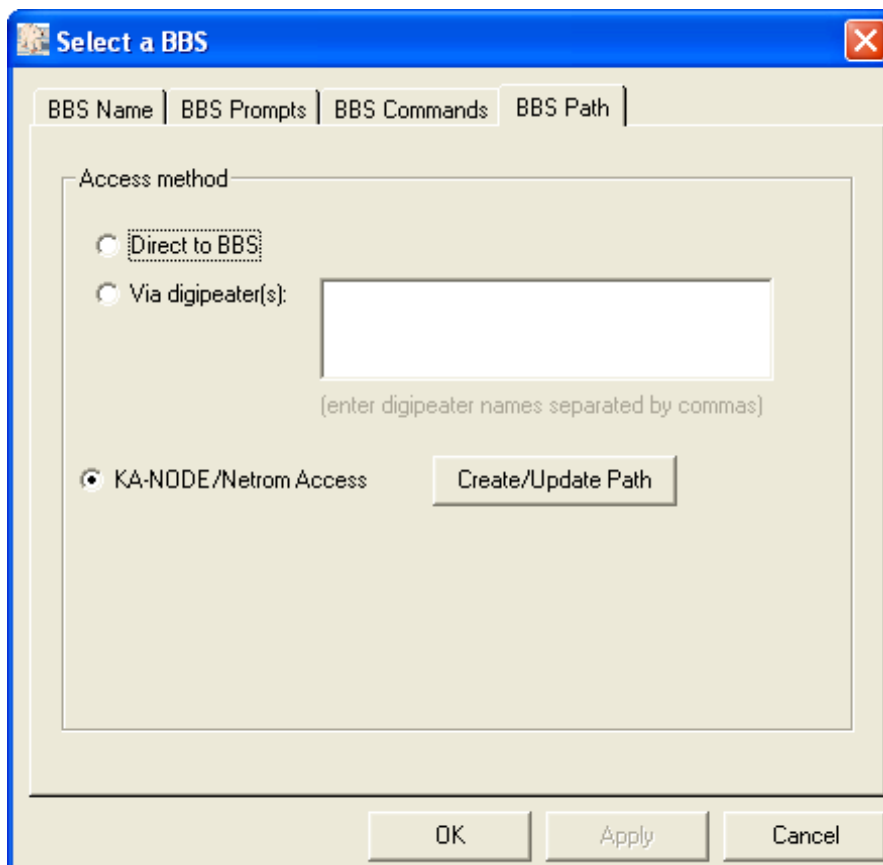 Select a BBS
BBS Name BBS Prompts BBS Commands BBS Path
Access method
Direct to BBS
Via digipeater(s):
(enter digipeater names separated by commas)
KA-NODE/Netrom Access Create/Update Path
OK Apply Cancel